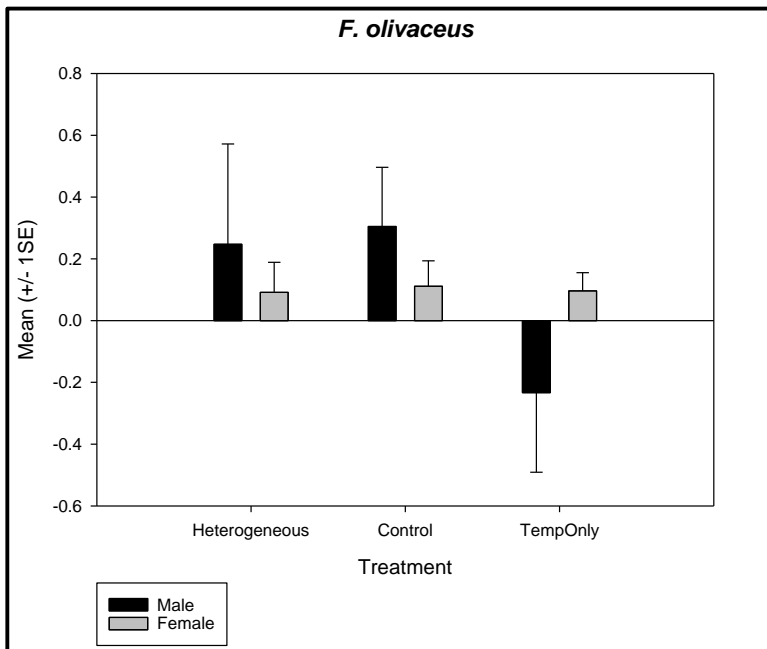 F. olivaceus
0.8
0.6
0.4
0.2
0.0
-0.2
-0.4
-0.6
Mean (+/- 1SE)
Heterogeneous Control TempOnly
Treatment
Male
Female